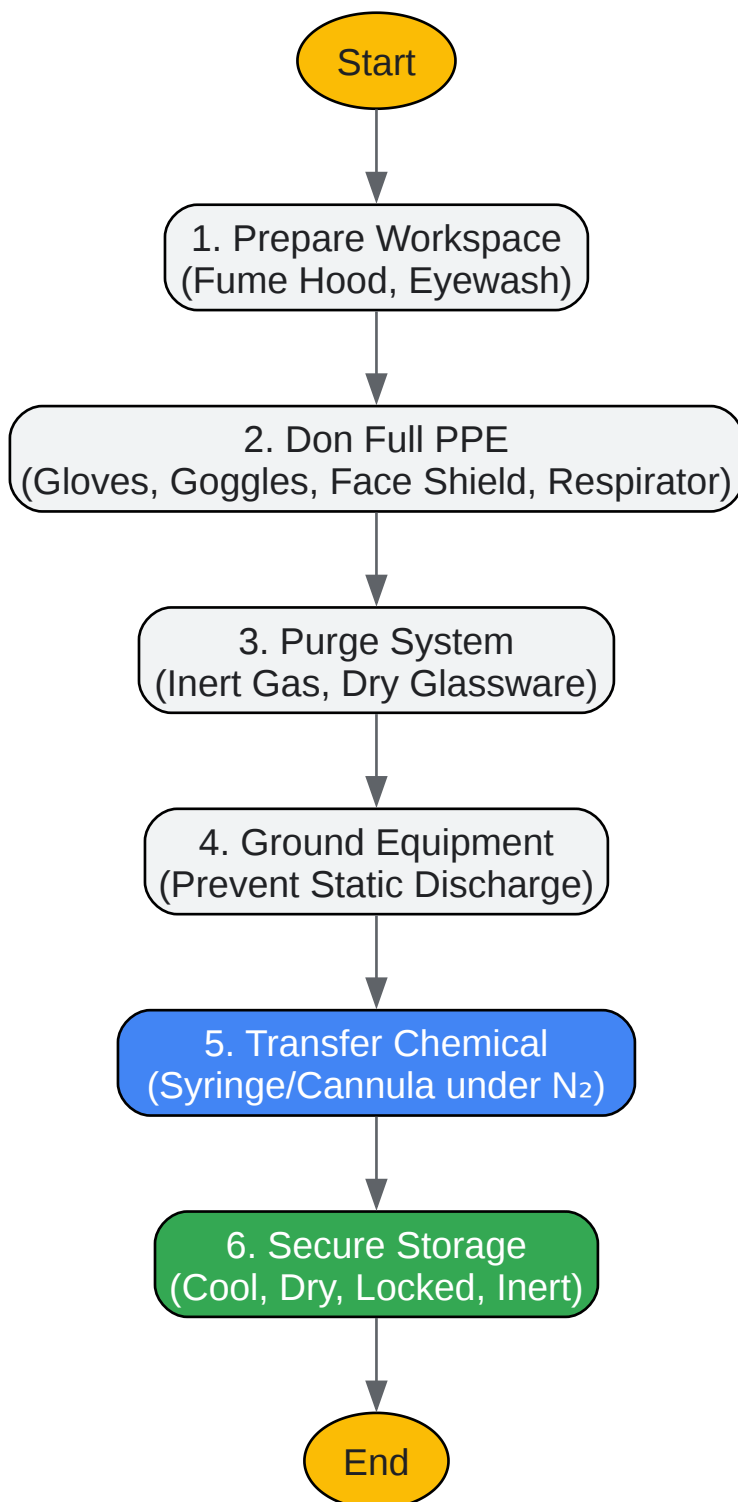 Start
1. Prepare Workspace
(Fume Hood, Eyewash)
2. Don Full PPE
(Gloves, Goggles, Face Shield, Respirator)
3. Purge System
(Inert Gas, Dry Glassware)
4. Ground Equipment
(Prevent Static Discharge)
5. Transfer Chemical
(Syringe/Cannula under N₂)
6. Secure Storage
(Cool, Dry, Locked, Inert)
End